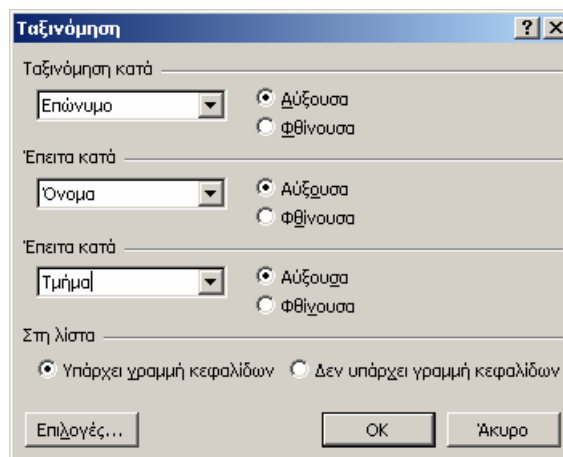 Ταξινόμηση
Ταξινόμηση κατά
Επώνυμο
Αύξουσα
Φθίνουσα
Έπειτα κατά
Όνομα
Αύξουσα
Φθίνουσα
Έπειτα κατά
Τμήμα
Αύξουσα
Φθίνουσα
Στη λίστα
Υπάρχει γραμμή κεφαλίδων Δεν υπάρχει γραμμή κεφαλίδων
Επιλογές... OK Άκυρο